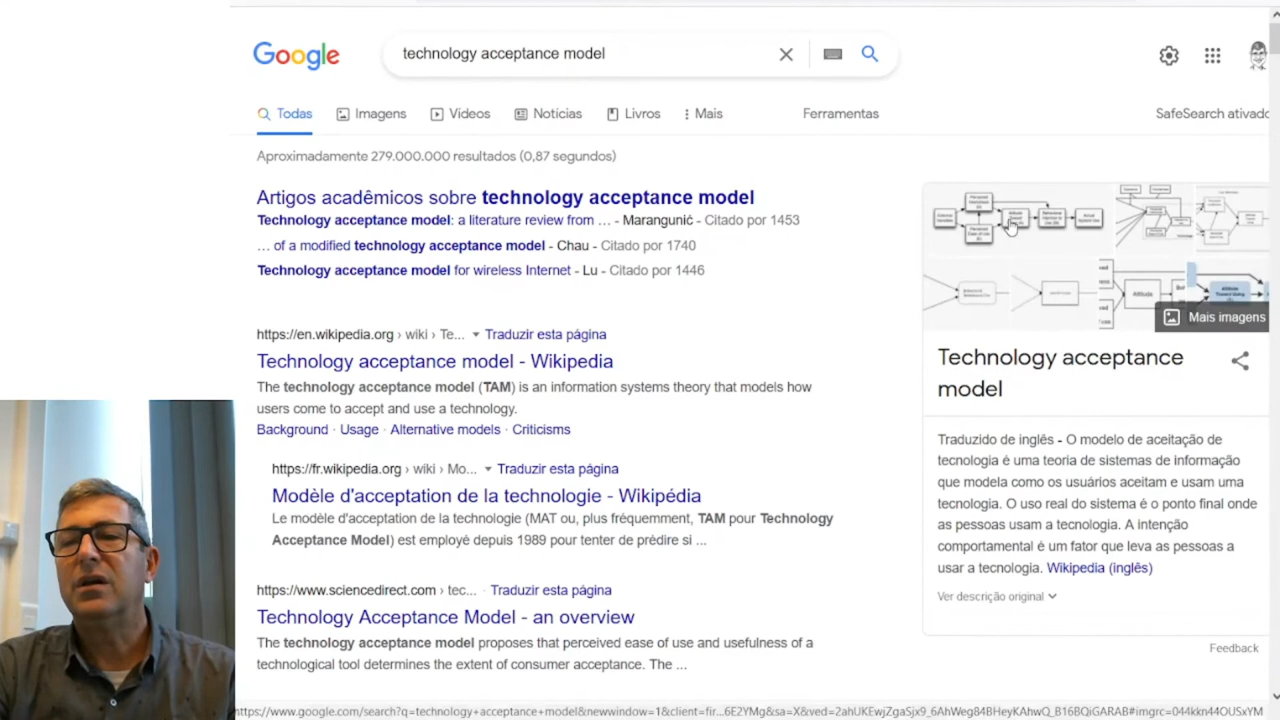 Google
technology acceptance model
Todas
Imagens
Vídeos
Notícias
Livros
Mais
Ferramentas
SafeSearch ativado
Aproximadamente 279.000.000 resultados (0,87 segundos)
Artigos acadêmicos sobre technology acceptance model
Technology acceptance model: a literature review from ... - Marangunić - Citado por 1453
... of a modified technology acceptance model - Chau - Citado por 1740
Technology acceptance model for wireless Internet - Lu - Citado por 1446
https://en.wikipedia.org › wiki › Te... Traduzir esta página
Technology acceptance model - Wikipedia
The technology acceptance model (TAM) is an information systems theory that models how
users come to accept and use a technology.
Background · Usage · Alternative models · Criticisms
https://fr.wikipedia.org › wiki › Mo... Traduzir esta página
Modèle d'acceptation de la technologie - Wikipédia
Le modèle d'acceptation de la technologie (MAT ou, plus fréquemment, TAM pour Technology
Acceptance Model) est employé depuis 1989 pour tenter de prédire si ...
https://www.sciencedirect.com › tec... · Traduzir esta página
Technology Acceptance Model - an overview
The technology acceptance model proposes that perceived ease of use and usefulness of a
technological tool determines the extent of consumer acceptance. The ...
Attitude
Mais imagens
Technology acceptance
model
Traduzido de inglês - O modelo de aceitação de
tecnologia é uma teoria de sistemas de informação
que modela como os usuários aceitam e usam uma
tecnologia. O uso real do sistema é o ponto final onde
as pessoas usam a tecnologia. A intenção
comportamental é um fator que leva as pessoas a
usar a tecnologia. Wikipedia (inglês)
Ver descrição original
Feedback